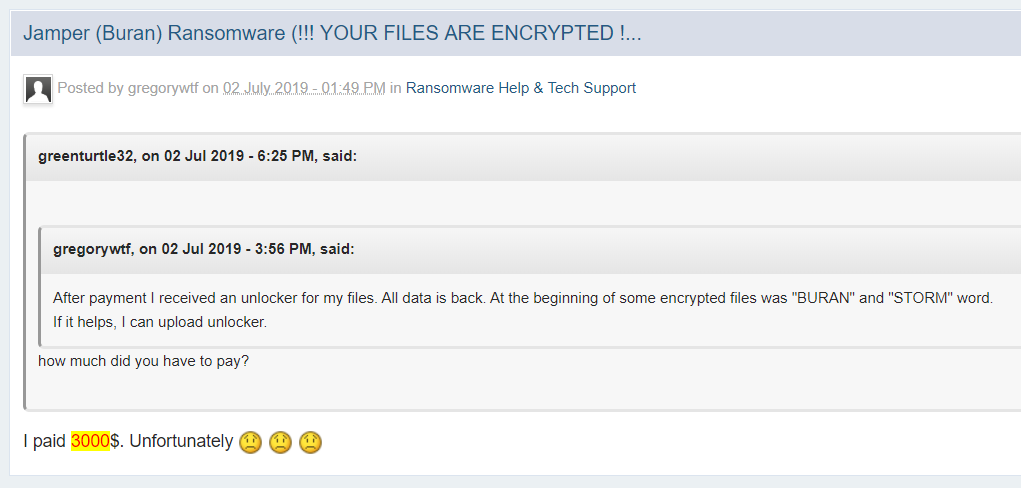 Jamper (Buran) Ransomware (!!! YOUR FILES ARE ENCRYPTED !...
Posted by gregorywtf on 02 July 2019 - 01:49 PM in Ransomware Help & Tech Support
greenturtle32, on 02 Jul 2019 - 6:25 PM, said:
gregorywtf, on 02 Jul 2019 - 3:56 PM, said:
After payment I received an unlocker for my files. All data is back. At the beginning of some encrypted files was "BURAN" and "STORM" word.
If it helps, I can upload unlocker.
how much did you have to pay?
I paid 3000$. Unfortunately